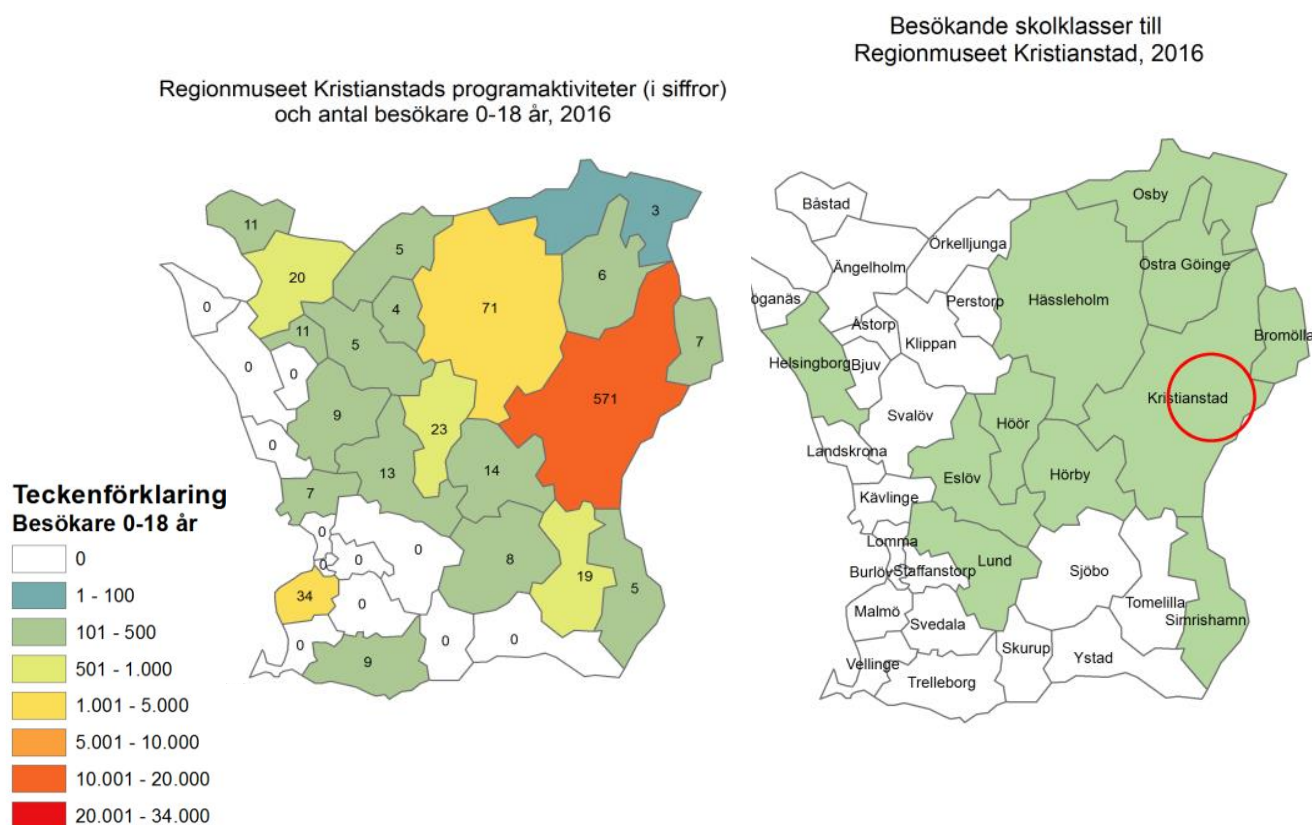 Besökande skolklasser till
Regionmuseet Kristianstad, 2016
Regionmuseet Kristianstads programaktiviteter (i siffror)
och antal besökare 0-18 år, 2016
11
20
0
5
4
71
3
6
571
7
11
5
0
0
9
0
23
13
14
7
0
0
0
0
34
0
8
19
5
0
9
0
0
Teckenförklaring
Besökare 0-18 år
0
1 - 100
101 - 500
501 - 1.000
1.001 - 5.000
5.001 - 10.000
10.001 - 20.000
20.001 - 34.000
Båstad
Osby
Örkelljunga
Ängelholm
Östra Göinge
öganäs
Perstorp
Hässleholm
Åstorp
Klippan
Bromölla
Helsingborg
Bjuv
Kristianstad
Svalöv
Höör
Landskrona
Eslöv
Hörby
Kävlinge
Lomma
Lund
Staffanstorp
Burlöv
Sjöbo
Malmö
Tomelilla
Simrishamn
Svedala
Skurup
Ystad
Vellinge
Trelleborg